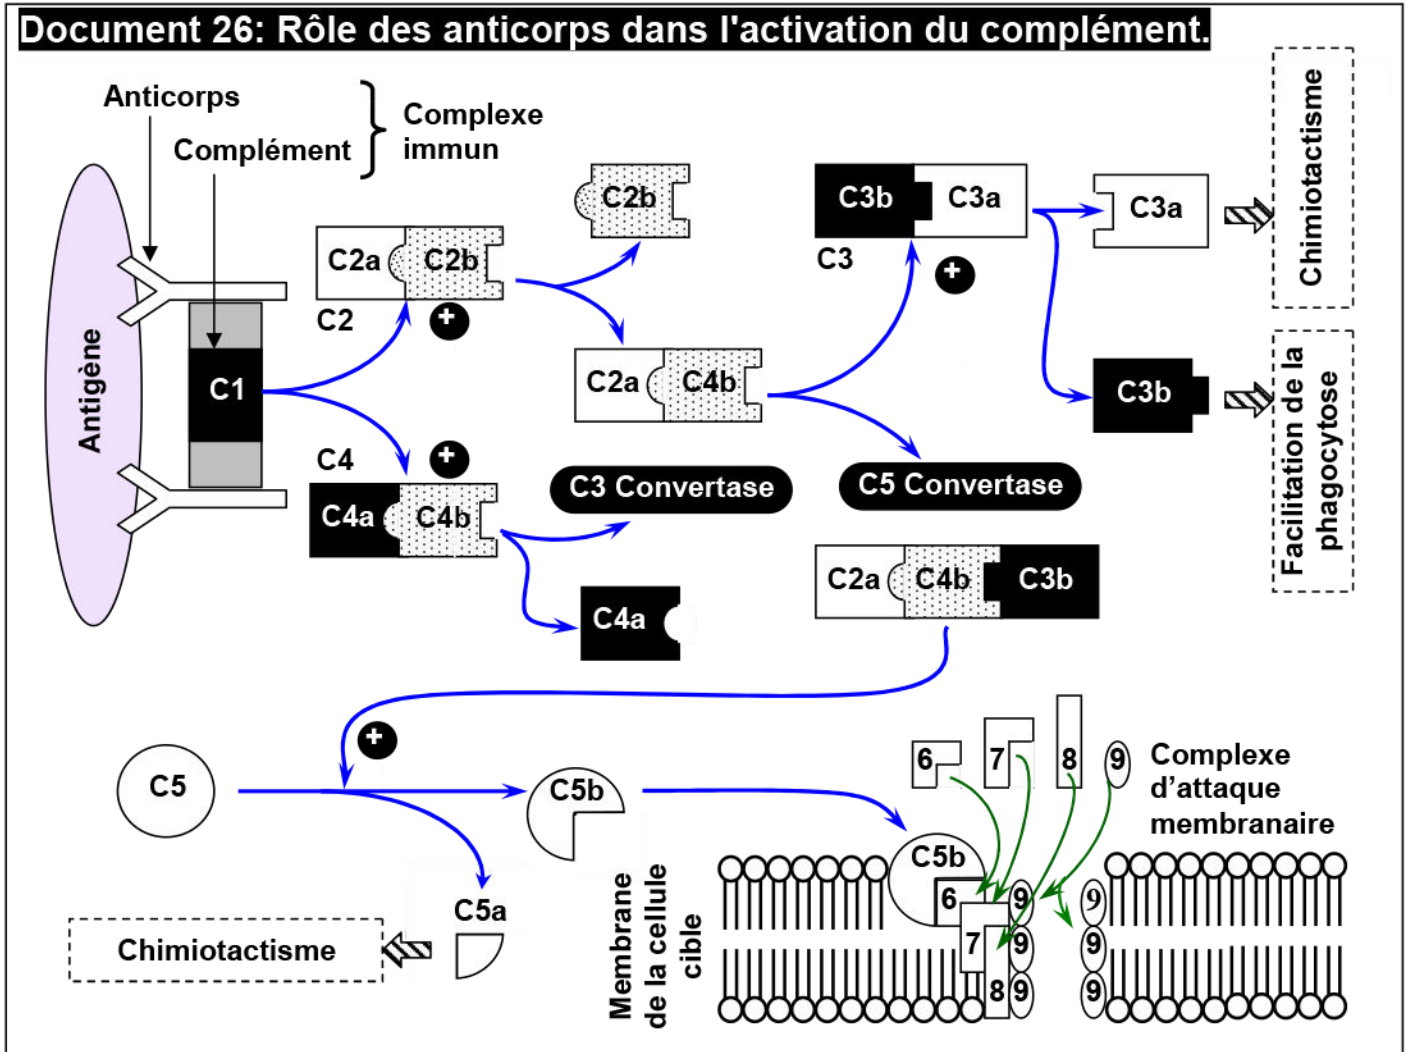 Document 26: Rôle des anticorps dans l'activation du complément.
Anticorps
Complément
Complexe
immun
Antigène
C1
C2a
C2b
C2
+
C4
+
C4a
C4b
C2b
C2a
C4b
C3 Convertase
C4a
C3b
C3a
C3
+
C5 Convertase
C2a
C4b
C3b
C3a
Chimiotactisme
C3b
Facilitation de la
phagocytose
+
C5
C5b
C5a
Chimiotactisme
Membrane
de la cellule
cible
6
7
8
9
Complexe
d'attaque
membranaire
C5b
6
7
8
9
9
9
9
9
9